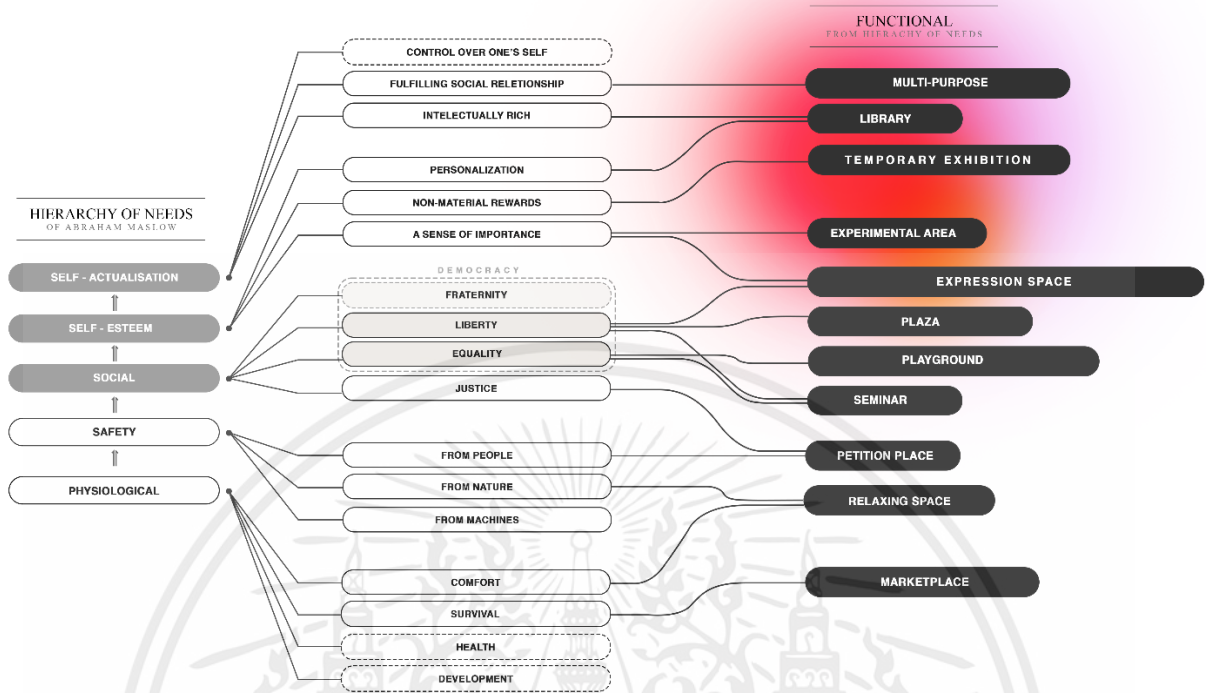 HIERARCHY OF NEEDS
OF ABRAHAM MASLOW
SELF - ACTUALISATION
SELF - ESTEEM
SOCIAL
SAFETY
PHYSIOLOGICAL
CONTROL OVER ONE'S SELF
FULFILLING SOCIAL RELETIONSHIP
INTELECTUALLY RICH
PERSONALIZATION
NON-MATERIAL REWARDS
A SENSE OF IMPORTANCE
DEMOCRACY
FRATERNITY
LIBERTY
EQUALITY
JUSTICE
FROM PEOPLE
FROM NATURE
FROM MACHINES
COMFORT
SURVIVAL
HEALTH
DEVELOPMENT
FUNCTIONAL
FROM HIERACHY OF NEEDS
MULTI-PURPOSE
LIBRARY
TEMPORARY EXHIBITION
EXPERIMENTAL AREA
EXPRESSION SPACE
PLAZA
PLAYGROUND
SEMINAR
PETITION PLACE
RELAXING SPACE
MARKETPLACE